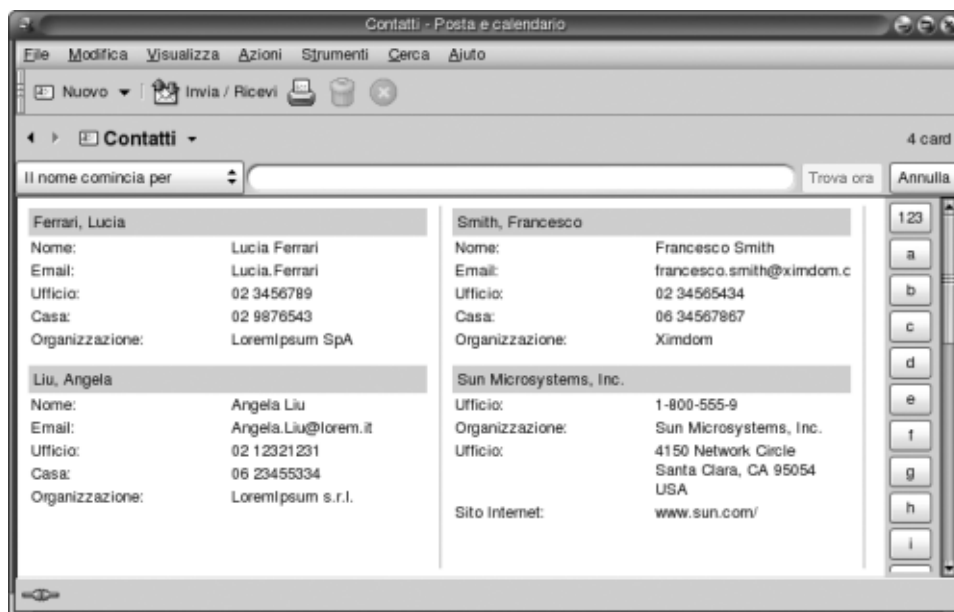 Contatti - Posta e calendario
File Modifica Visualizza Azioni Strumenti Cerca Aiuto
Nuovo Invia / Ricevi
Contatti 4 card
Il nome comincia per Trova ora Annulla
Ferrari, Lucia
Nome: Lucia Ferrari
Email: Lucia.Ferrari
Ufficio: 02 3456789
Casa: 02 9876543
Organizzazione: LoremIpsum SpA
Liu, Angela
Nome: Angela Liu
Email: Angela.Liu@lorem.it
Ufficio: 02 12321231
Casa: 06 23455334
Organizzazione: LoremIpsum s.r.l.
Smith, Francesco
Nome: Francesco Smith
Email: francesco.smith@ximdom.c
Ufficio: 02 34565434
Casa: 06 34567867
Organizzazione: Ximdom
Sun Microsystems, Inc.
Ufficio: 1-800-555-9
Organizzazione: Sun Microsystems, Inc.
Ufficio: 4150 Network Circle
Santa Clara, CA 95054
USA
Sito Internet: www.sun.com/
123
a
b
c
d
e
f
g
h
i